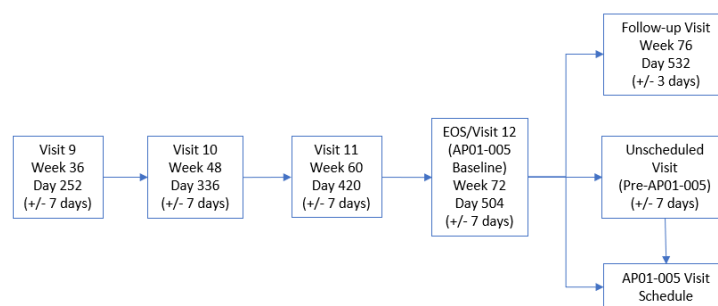 Visit 9
Week 36
Day 252
(+/- 7 days)
Visit 10
Week 48
Day 336
(+/- 7 days)
Visit 11
Week 60
Day 420
(+/- 7 days)
EOS/Visit 12
(AP01-005
Baseline)
Week 72
Day 504
(+/- 7 days)
Follow-up Visit
Week 76
Day 532
(+/- 3 days)
Unscheduled
Visit
(Pre-AP01-005)
(+/- 7 days)
AP01-005 Visit
Schedule